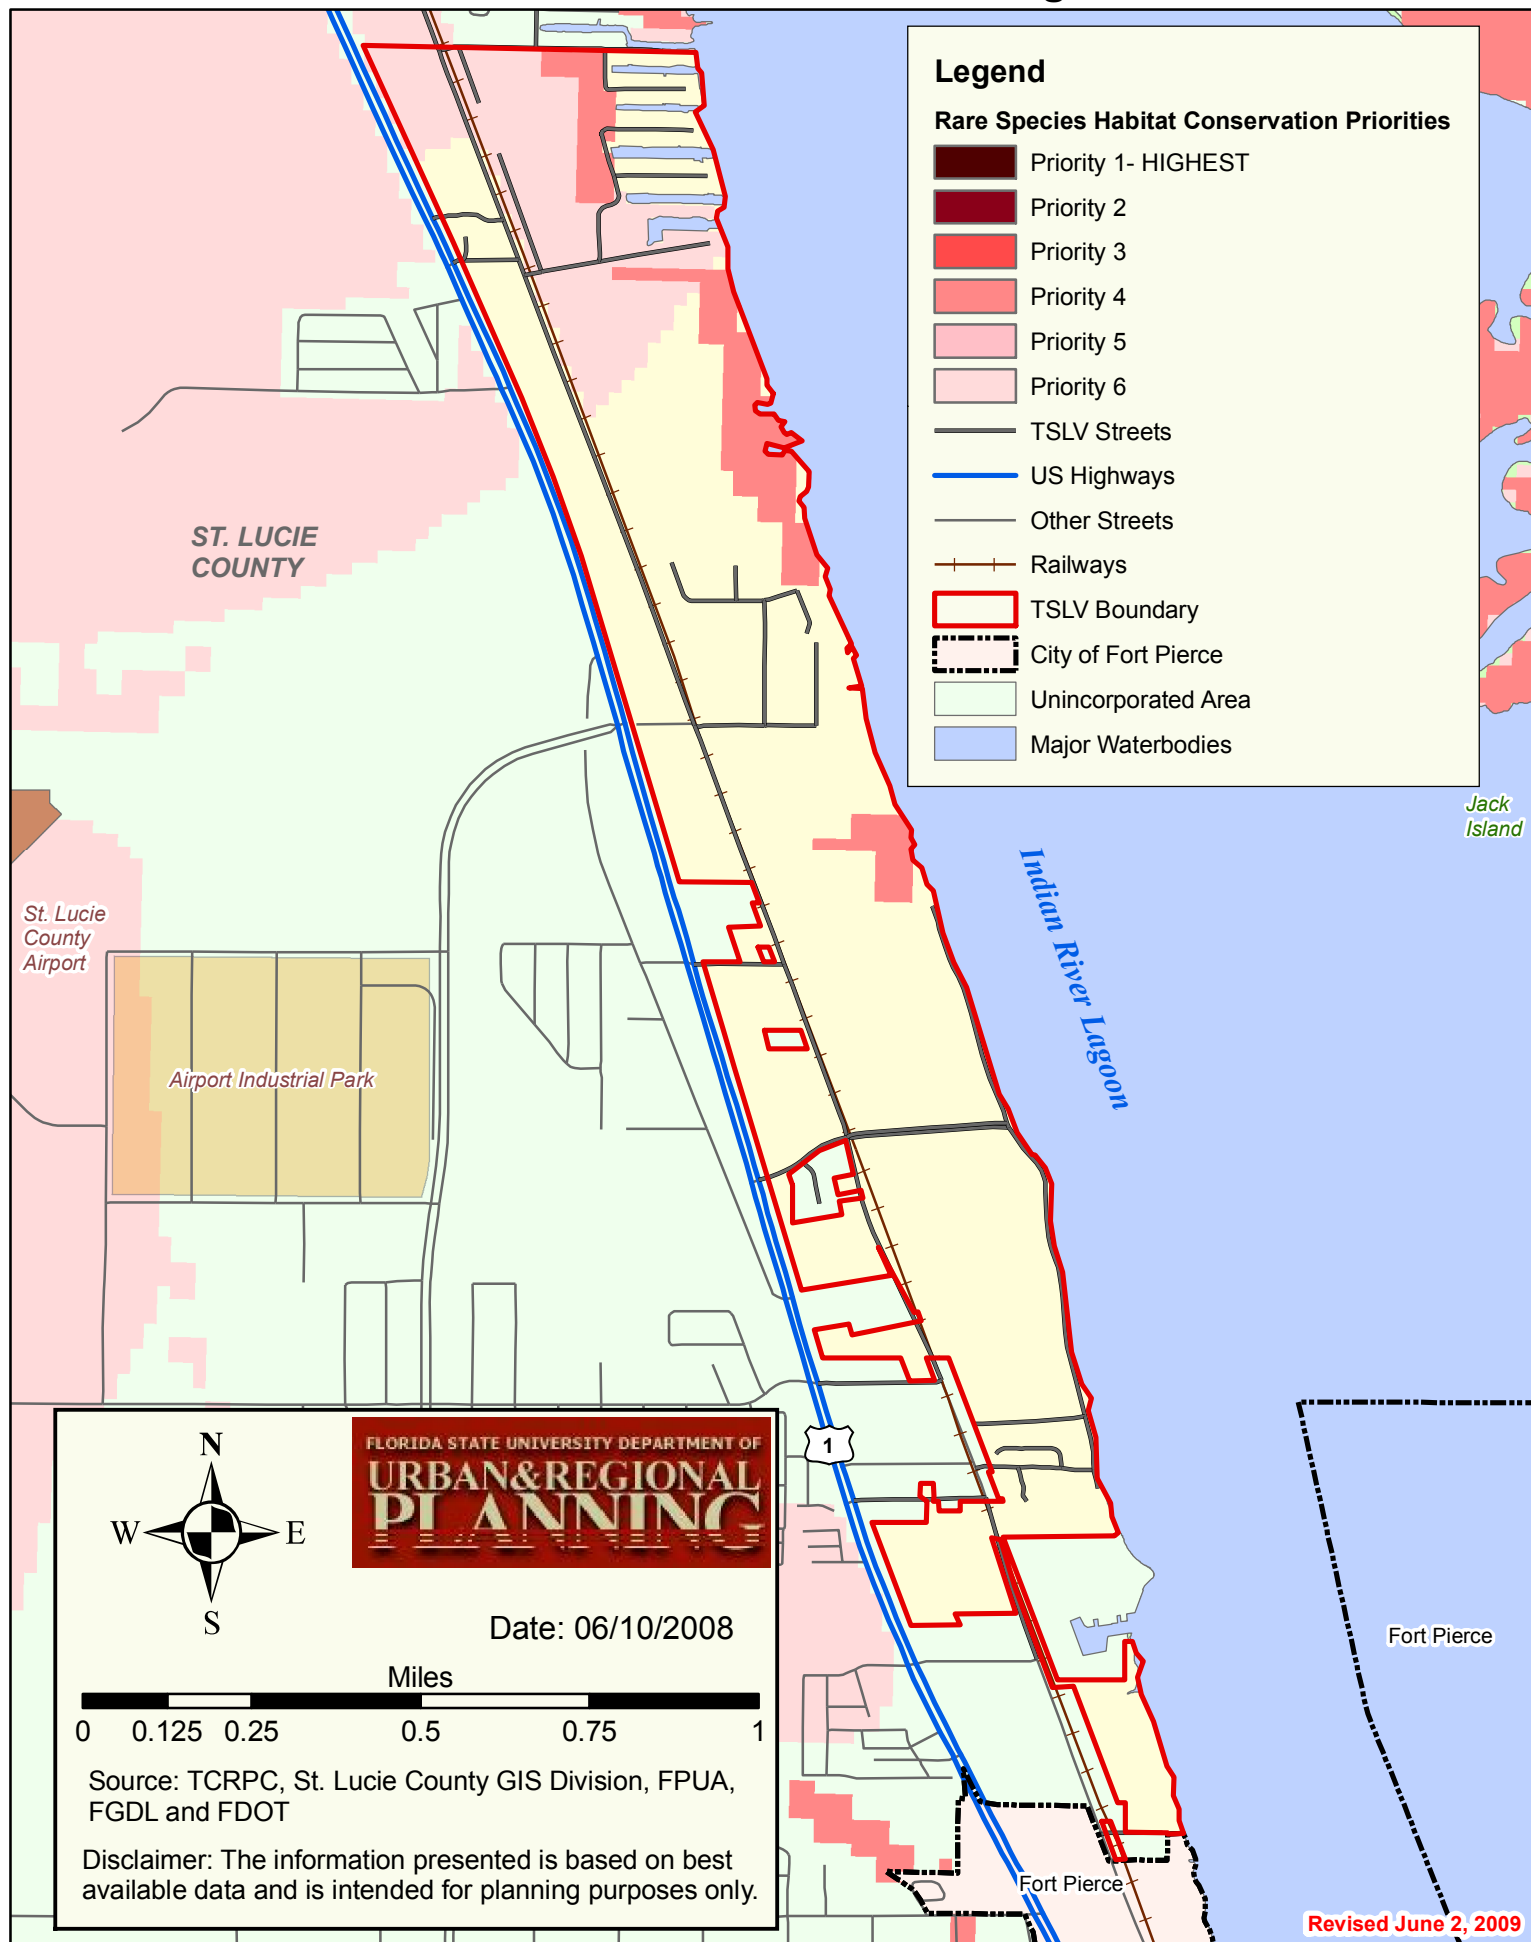 Legend
Rare Species Habitat Conservation Priorities
Priority 1- HIGHEST
Priority 2
Priority 3
Priority 4
Priority 5
Priority 6
TSLV Streets
US Highways
Other Streets
Railways
TSLV Boundary
City of Fort Pierce
Unincorporated Area
Major Waterbodies
ST. LUCIE
COUNTY
Jack
Island
Indian River Lagoon
St. Lucie
County
Airport
Airport Industrial Park
1
N
W E
S
FLORIDA STATE UNIVERSITY DEPARTMENT OF
URBAN&REGIONAL
PLANNING
Date: 06/10/2008
Miles
0 0.125 0.25 0.5 0.75 1
Source: TCRPC, St. Lucie County GIS Division, FPUA,
FGDL and FDOT
Disclaimer: The information presented is based on best
available data and is intended for planning purposes only.
Fort Pierce
Fort Pierce
Revised June 2, 2009